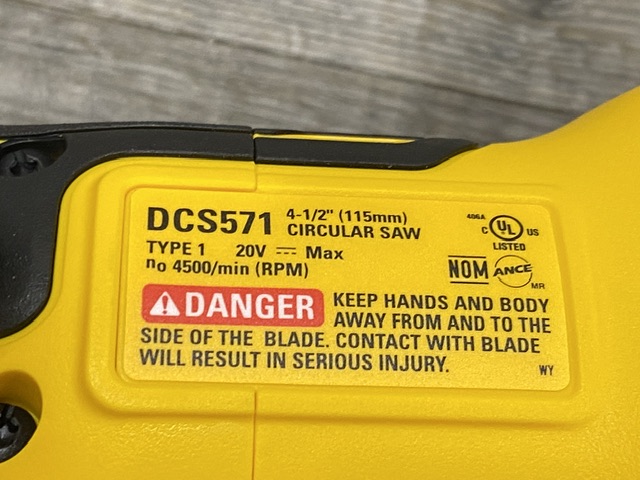 DCS571 4-1/2" (115mm)
CIRCULAR SAW
TYPE 1 20V ⎓ Max
no 4500/min (RPM)
406A
C UL US
LISTED
NOM ANCE
MR
⚠ DANGER KEEP HANDS AND BODY
AWAY FROM AND TO THE
SIDE OF THE BLADE. CONTACT WITH BLADE
WILL RESULT IN SERIOUS INJURY.
WY